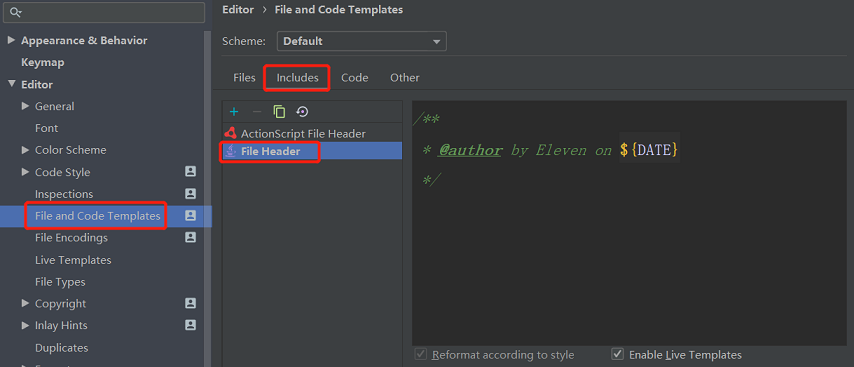 Appearance & Behavior
Keymap
Editor
General
Font
Color Scheme
Code Style
Inspections
File and Code Templates
File Encodings
Live Templates
File Types
Copyright
Inlay Hints
Duplicates
Editor › File and Code Templates
Scheme: Default
Files Includes Code Other
ActionScript File Header
File Header
/**
* @author by Eleven on ${DATE}
*/
Reformat according to style Enable Live Templates